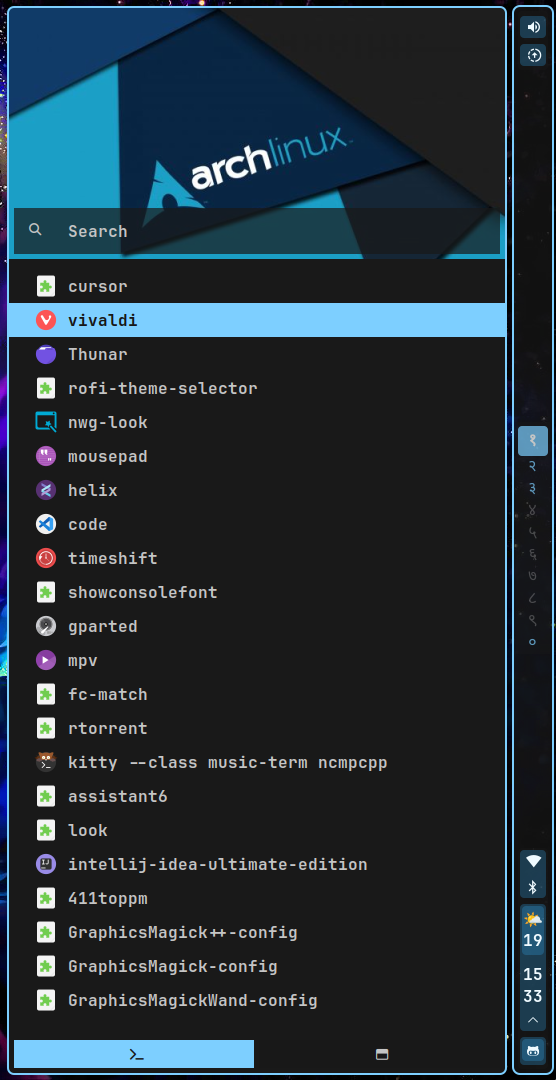 archlinux
Search
cursor
vivaldi
Thunar
rofi-theme-selector
nwg-look
mousepad
helix
code
timeshift
showconsolefont
gparted
mpv
fc-match
rtorrent
kitty --class music-term ncmpcpp
assistant6
look
intellij-idea-ultimate-edition
411toppm
GraphicsMagick++-config
GraphicsMagick-config
GraphicsMagickWand-config
१
२
३
४
५
६
७
८
९
०
19
15
33